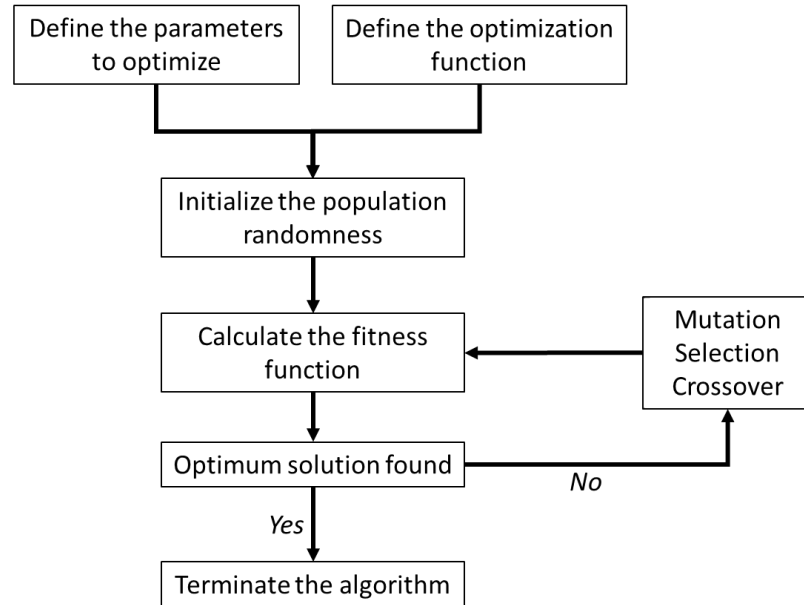 Define the parameters
to optimize
Define the optimization
function
Initialize the population
randomness
Calculate the fitness
function
Mutation
Selection
Crossover
Optimum solution found
No
Yes
Terminate the algorithm